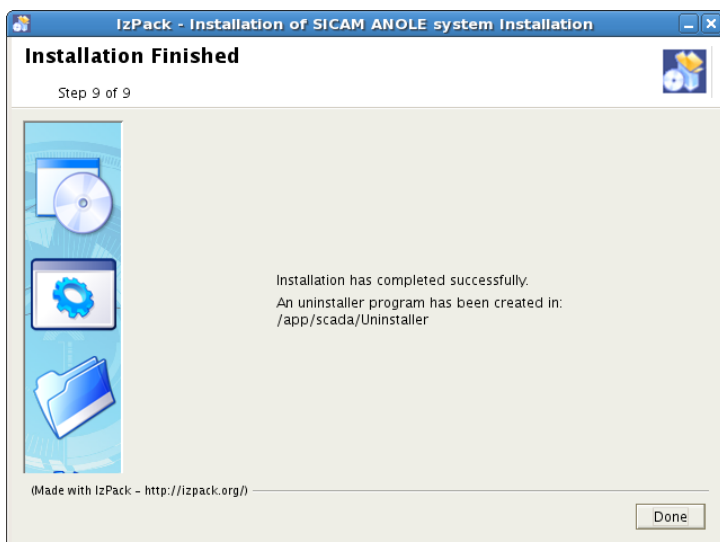 IzPack - Installation of SICAM ANOLE system Installation
Installation Finished
Step 9 of 9
Installation has completed successfully.
An uninstaller program has been created in:
/app/scada/Uninstaller
(Made with IzPack - http://izpack.org/)
Done